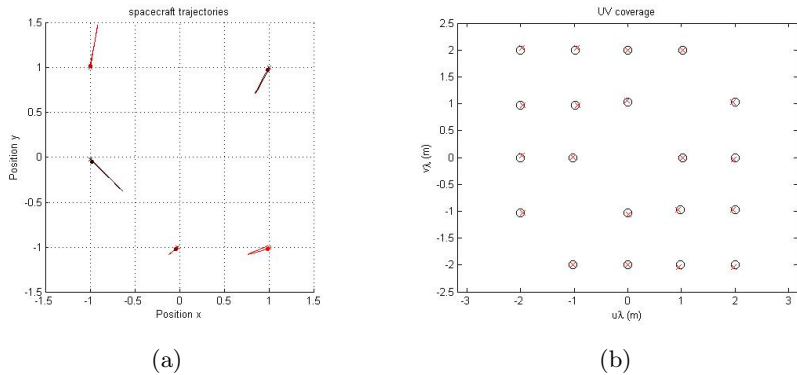 spacecraft trajectories
1.5
1
0.5
0
-0.5
-1
-1.5
-1.5 -1 -0.5 0 0.5 1 1.5
Position y
Position x
(a)
UV coverage
2.5
2
1.5
1
0.5
0
-0.5
-1
-1.5
-2
-2.5
-3 -2 -1 0 1 2 3
vλ (m)
uλ (m)
(b)